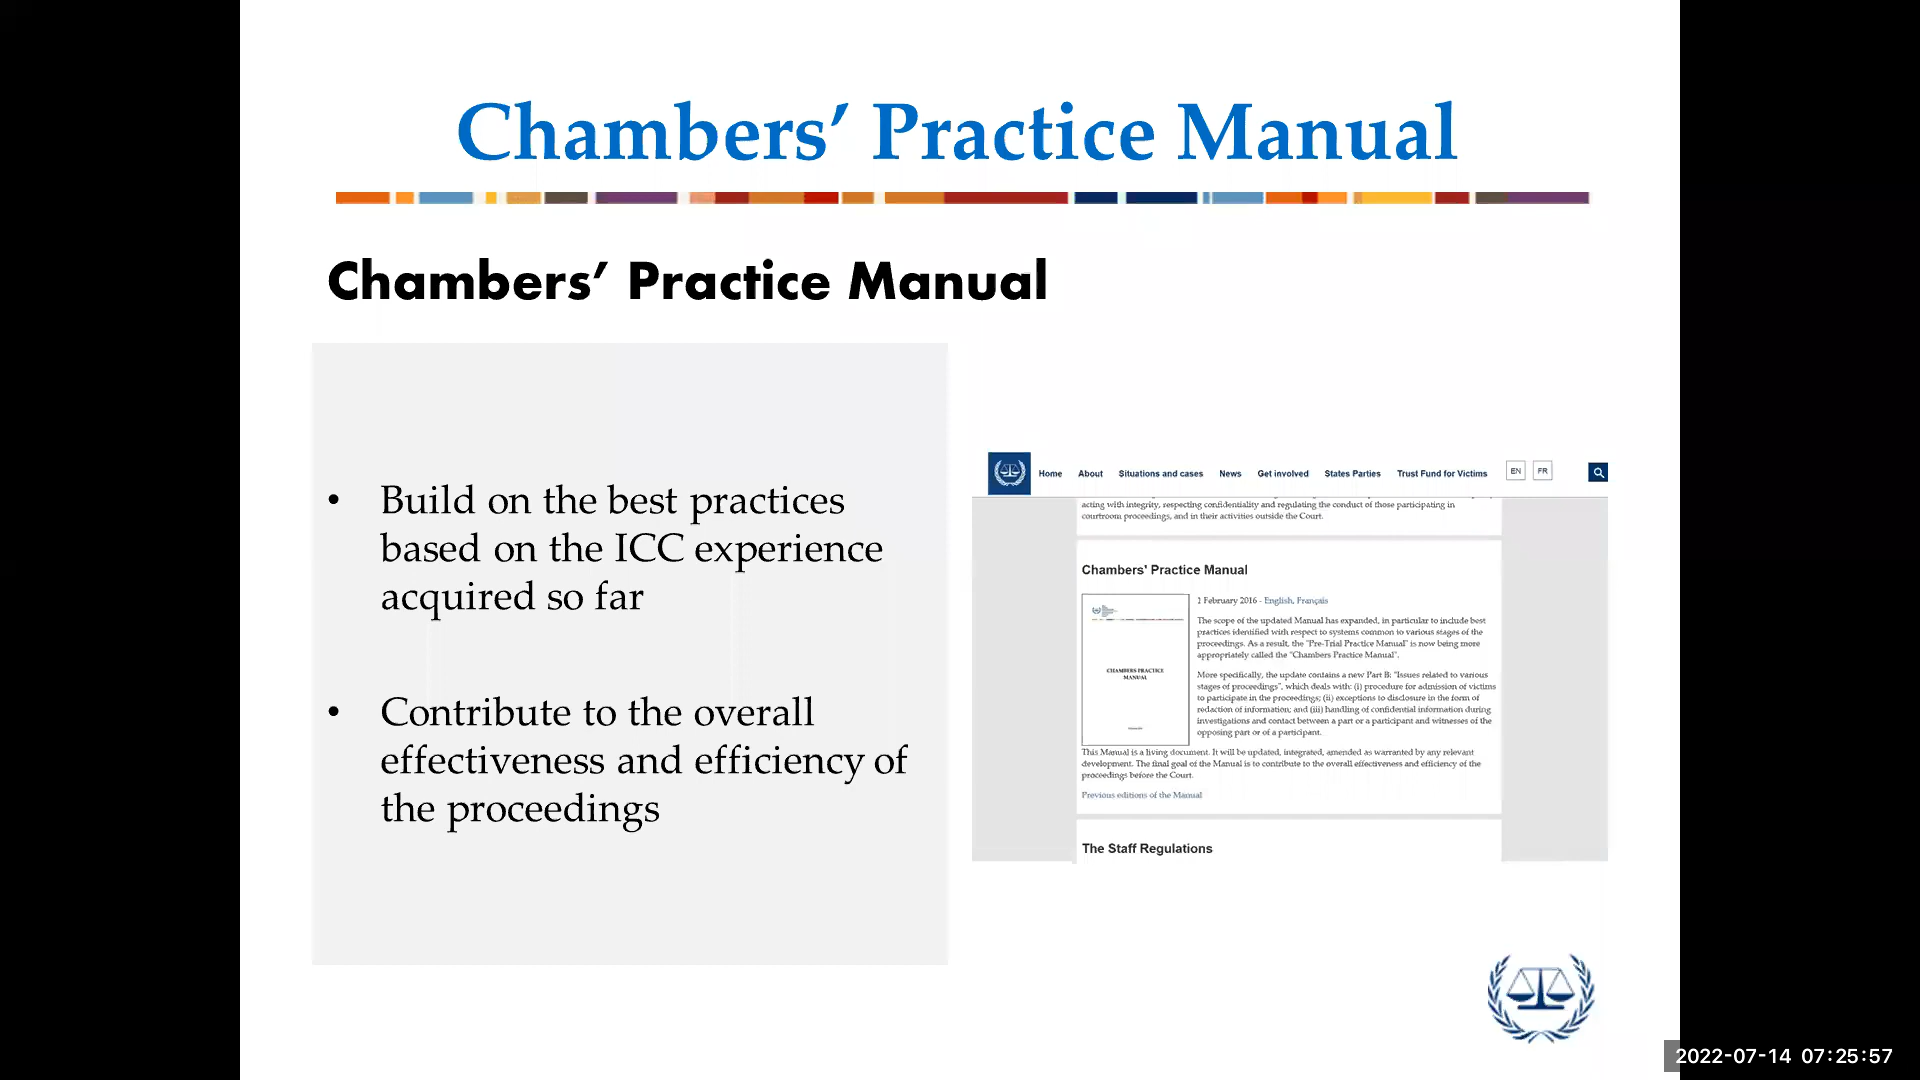 Chambers’ Practice Manual
Chambers’ Practice Manual
• Build on the best practices
based on the ICC experience
acquired so far
• Contribute to the overall
effectiveness and efficiency of
the proceedings
Home About Situations and cases News Get involved States Parties Trust Fund for Victims EN FR
acting with integrity, respecting confidentiality and regulating the conduct of those participating in
courtroom proceedings, and in their activities outside the Court.
Chambers' Practice Manual
CHAMBERS PRACTICE
MANUAL
February 2016 - English, Français
The scope of the updated Manual has expanded, in particular to include best
practices identified with respect to systems common to various stages of the
proceedings. As a result, the "Pre-Trial Practice Manual" is now being more
appropriately called the "Chambers Practice Manual".
More specifically, the update contains a new Part B: "Issues related to various
stages of proceedings", which deals with: (i) procedure for admission of victims
to participate in the proceedings; (ii) exceptions to disclosure in the form of
redaction of information; and (iii) handling of confidential information during
investigations and contact between a part or a participant and witnesses of the
opposing part or of a participant.
This Manual is a living document. It will be updated, integrated, amended as warranted by any relevant
development. The final goal of the Manual is to contribute to the overall effectiveness and efficiency of the
proceedings before the Court.
Previous editions of the Manual
The Staff Regulations
2022-07-14 07:25:57